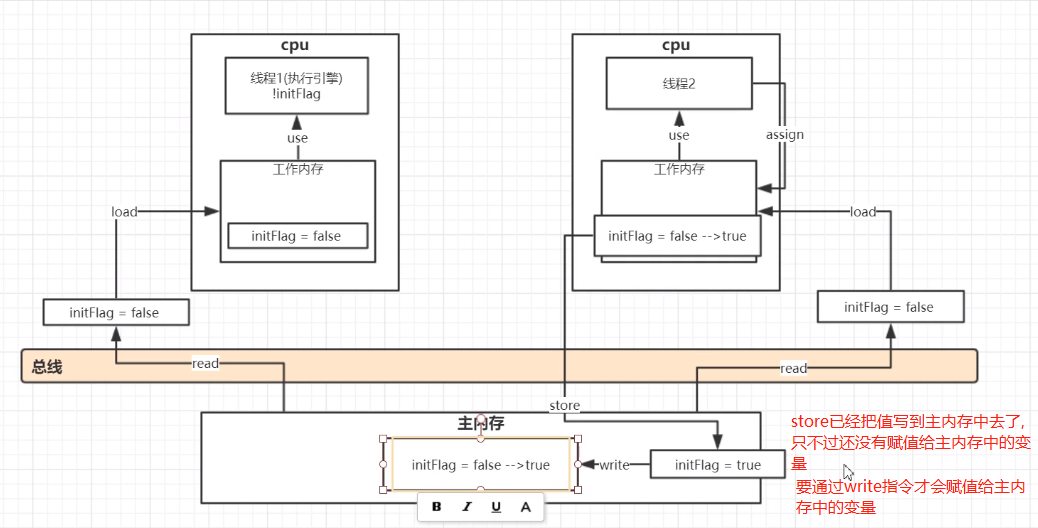 cpu
线程1(执行引擎)
!initFlag
use
工作内存
initFlag = false
load
initFlag = false
cpu
线程2
use
assign
工作内存
initFlag = false -->true
load
initFlag = false
总线
read
read
store
主内存
initFlag = false -->true
write
initFlag = true
B I U A
store已经把值写到主内存中去了,
只不过还没有赋值给主内存中的变
量
要通过write指令才会赋值给主内
存中的变量